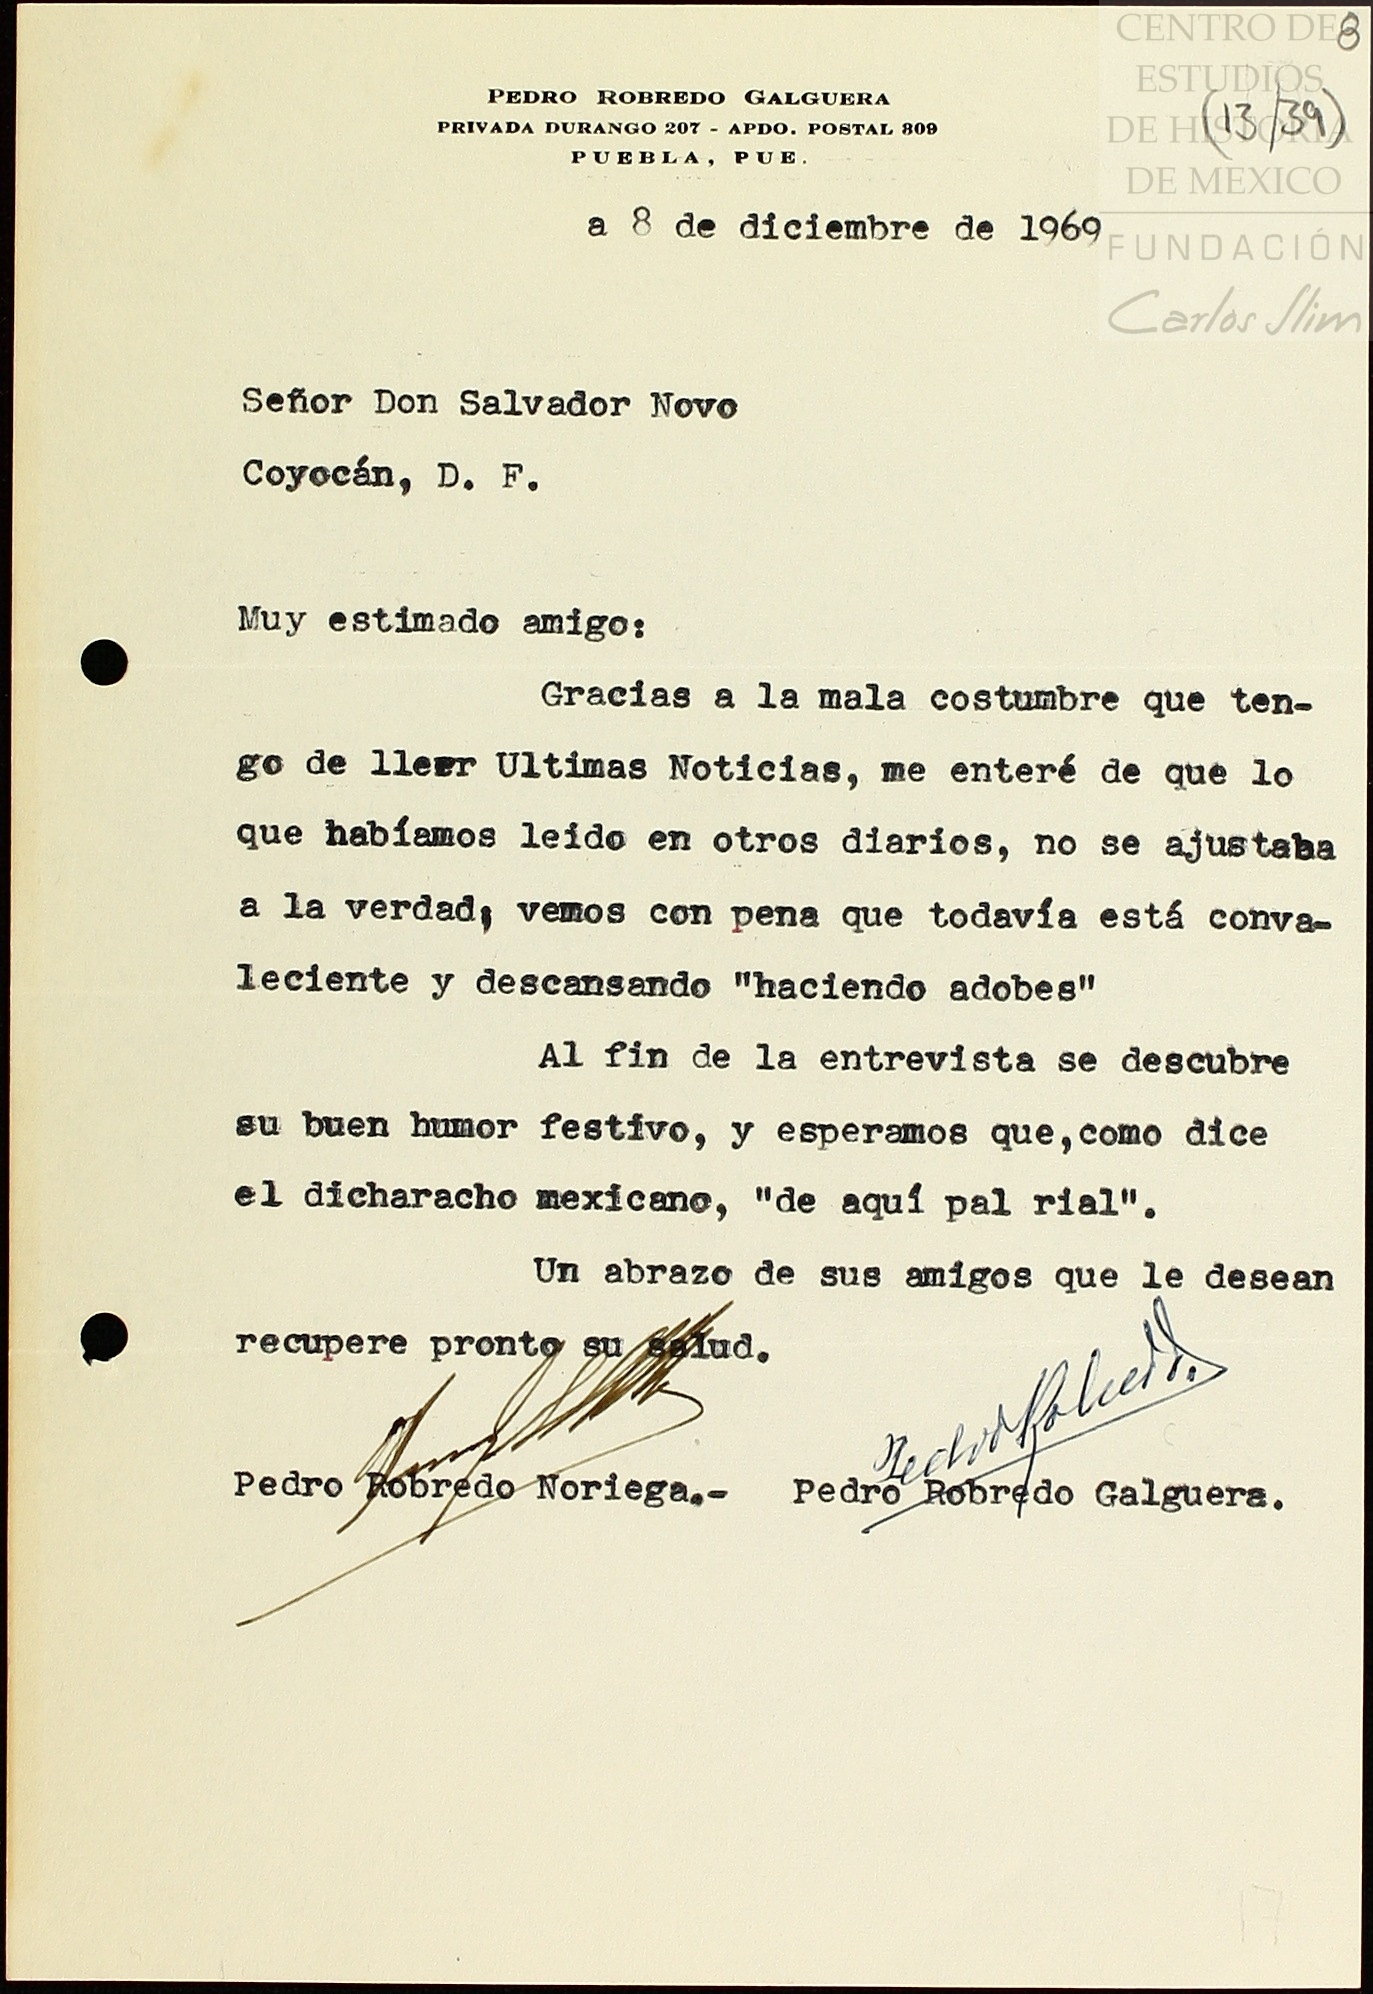 CENTRO DE
ESTUDIOS
DE HISTORIA
DE MEXICO
FUNDACIÓN
Carlos Slim
8
(13/39)
PEDRO ROBREDO GALGUERA
PRIVADA DURANGO 207 - APDO. POSTAL 809
PUEBLA, PUE.
a 8 de diciembre de 1969
Señor Don Salvador Novo
Coyocán, D. F.
Muy estimado amigo:
Gracias a la mala costumbre que ten-
go de lleer Ultimas Noticias, me enteré de que lo
que habíamos leido en otros diarios, no se ajustaba
a la verdad; vemos con pena que todavía está conva-
leciente y descansando "haciendo adobes"
Al fin de la entrevista se descubre
su buen humor festivo, y esperamos que,como dice
el dicharacho mexicano, "de aquí pal rial".
Un abrazo de sus amigos que le desean
recupere pronto su salud.
Pedro Robredo
Pedro Robredo Noriega.- Pedro Robredo Galguera.
17